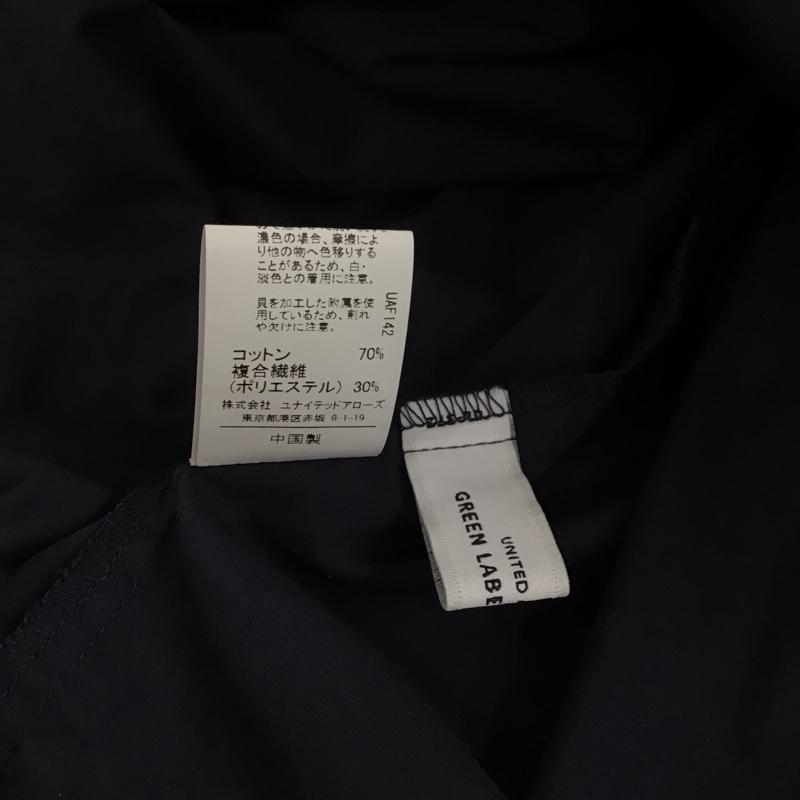 濃色の場合、摩擦によ
り他の物へ色移りする
ことがあるため、白・
淡色との着用に注意。
貝を加工した附属を使
用しているため、割れ
や欠けに注意。
UAF142
コットン 70%
複合繊維
(ポリエステル) 30%
株式会社 ユナイテッドアローズ
東京都港区赤坂 8-1-19
中国製
UNITED
GREEN LABE